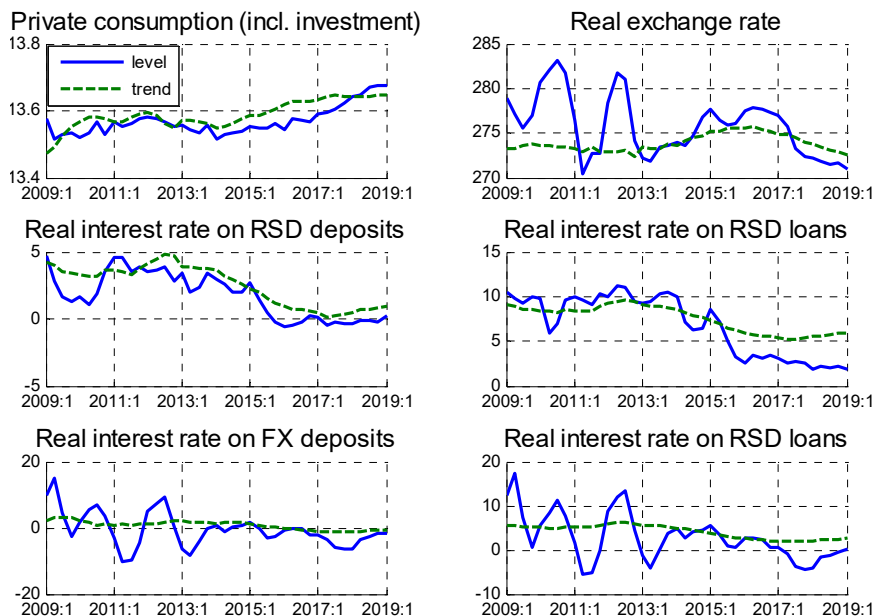 Private consumption (incl. investment)
13.8
level
trend
13.6
13.4
2009:1 2011:1 2013:1 2015:1 2017:1 2019:1
Real exchange rate
285
280
275
270
2009:1 2011:1 2013:1 2015:1 2017:1 2019:1
Real interest rate on RSD deposits
5
0
-5
2009:1 2011:1 2013:1 2015:1 2017:1 2019:1
Real interest rate on RSD loans
15
10
5
0
2009:1 2011:1 2013:1 2015:1 2017:1 2019:1
Real interest rate on FX deposits
20
0
-20
2009:1 2011:1 2013:1 2015:1 2017:1 2019:1
Real interest rate on RSD loans
20
10
0
-10
2009:1 2011:1 2013:1 2015:1 2017:1 2019:1